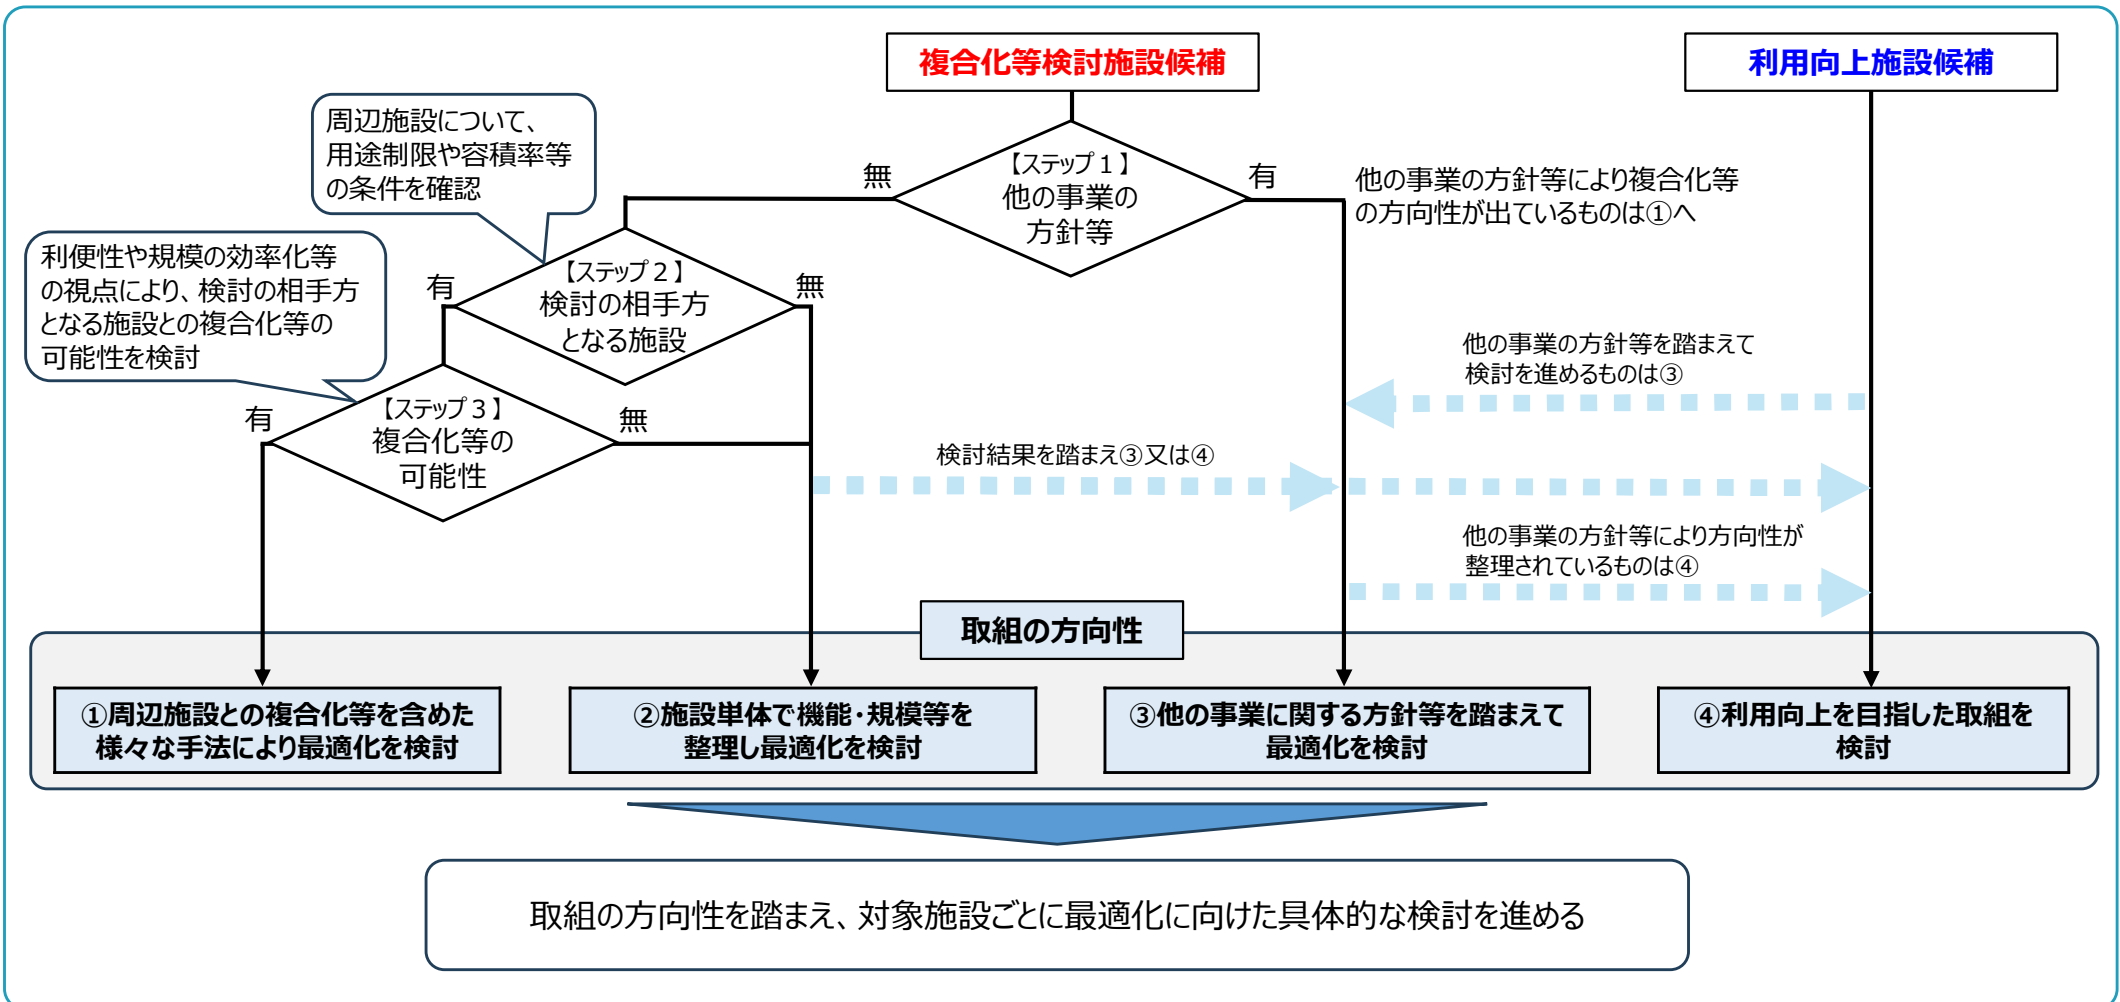 複合化等検討施設候補
利用向上施設候補
周辺施設について、
用途制限や容積率等
の条件を確認
無
【ステップ１】
他の事業の
方針等
有
他の事業の方針等により複合化等
の方向性が出ているものは①へ
利便性や規模の効率化等
の視点により、検討の相手方
となる施設との複合化等の
可能性を検討
有
【ステップ２】
検討の相手方
となる施設
無
他の事業の方針等を踏まえて
検討を進めるものは③
有
【ステップ３】
複合化等の
可能性
無
検討結果を踏まえ③又は④
他の事業の方針等により方向性が
整理されているものは④
取組の方向性
①周辺施設との複合化等を含めた
様々な手法により最適化を検討
②施設単体で機能・規模等を
整理し最適化を検討
③他の事業に関する方針等を踏まえて
最適化を検討
④利用向上を目指した取組を
検討
取組の方向性を踏まえ、対象施設ごとに最適化に向けた具体的な検討を進める